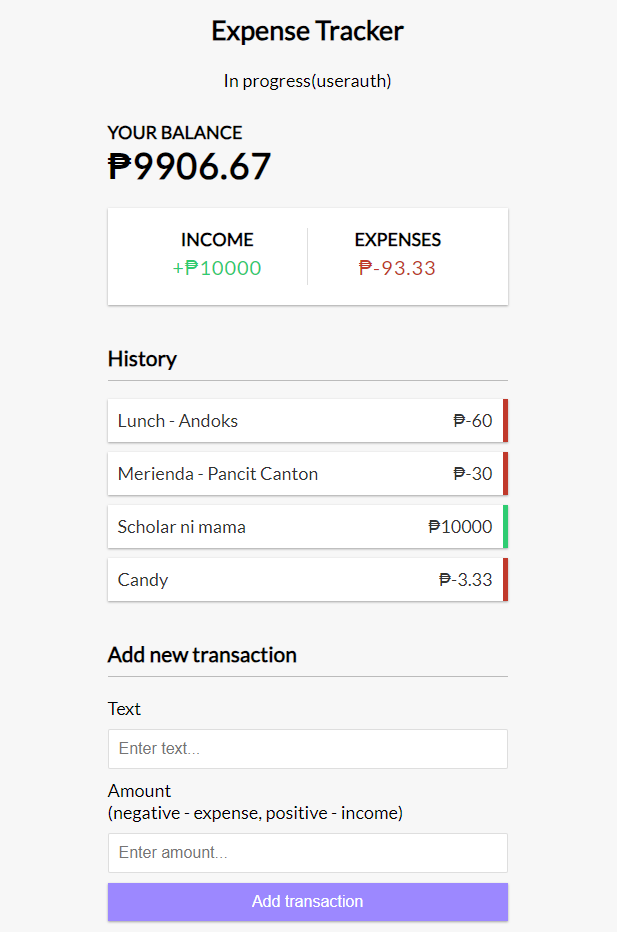 Expense Tracker
In progress(userauth)
YOUR BALANCE
₱9906.67
INCOME EXPENSES
+₱10000 ₱-93.33
History
Lunch - Andoks ₱-60
Merienda - Pancit Canton ₱-30
Scholar ni mama ₱10000
Candy ₱-3.33
Add new transaction
Text
Enter text...
Amount
(negative - expense, positive - income)
Enter amount...
Add transaction